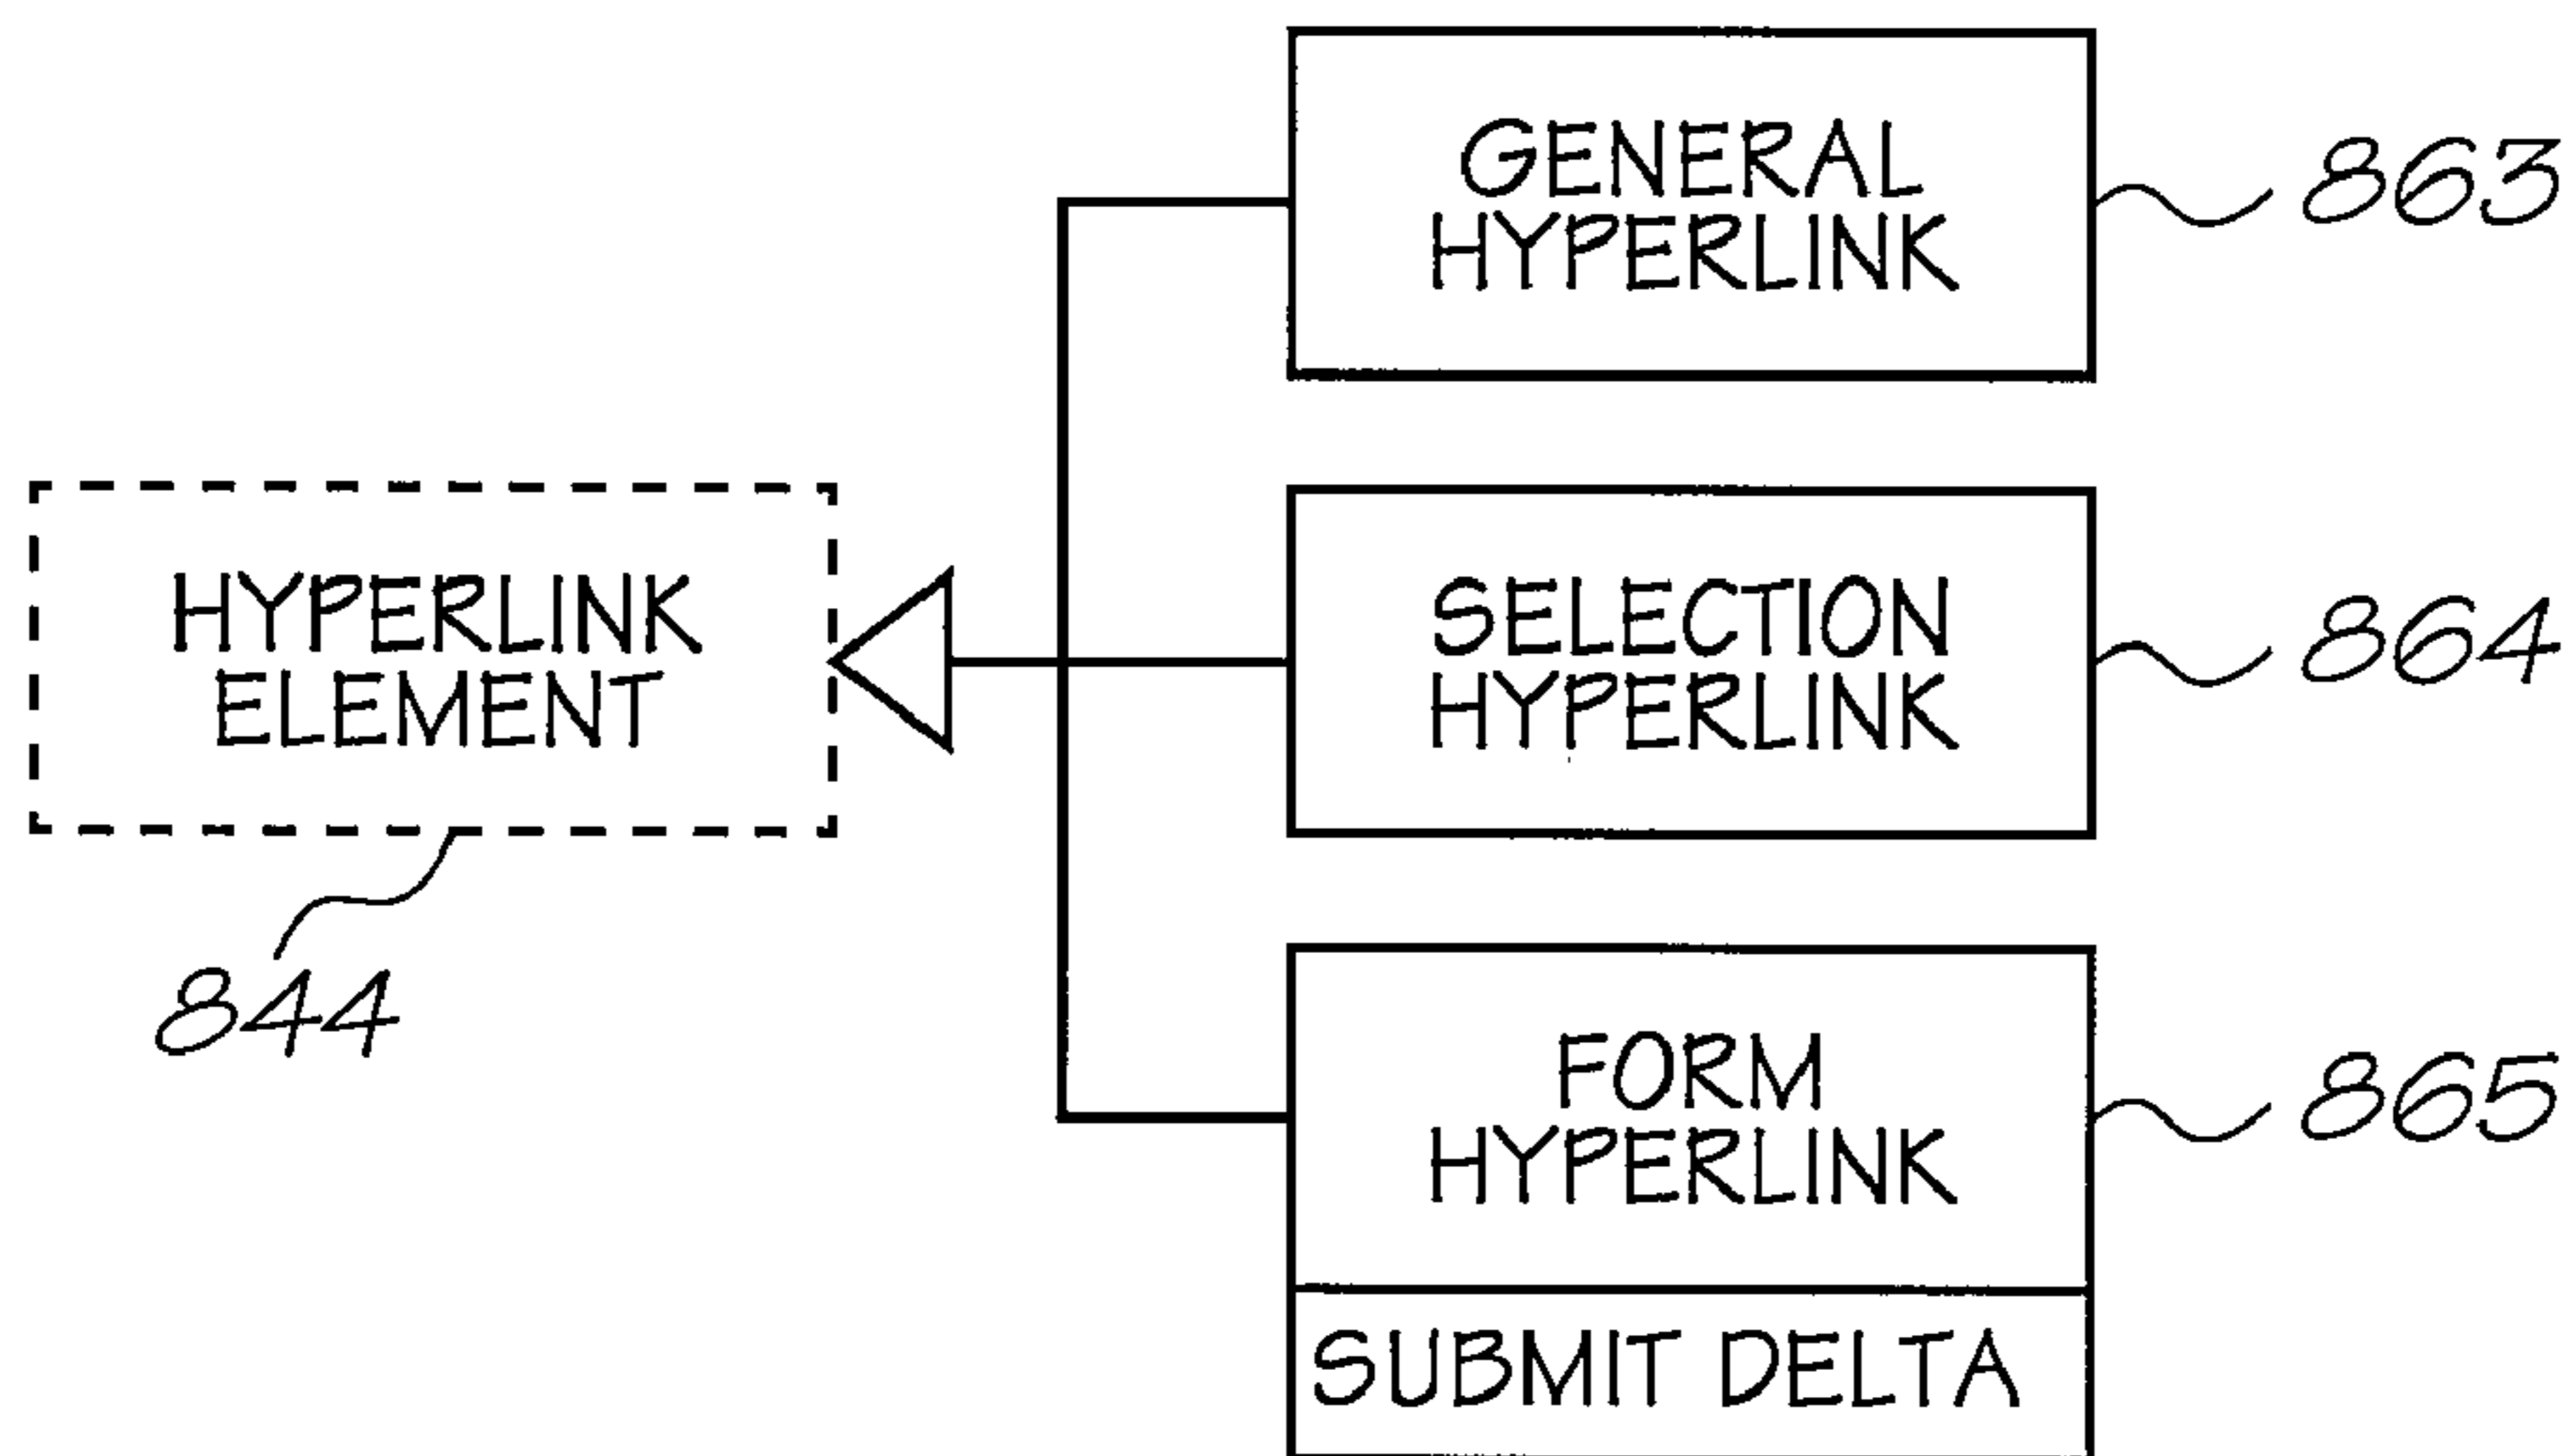 GENERAL
HYPERLINK
863
HYPERLINK
ELEMENT
844
SELECTION
HYPERLINK
864
FORM
HYPERLINK
865
SUBMIT DELTA